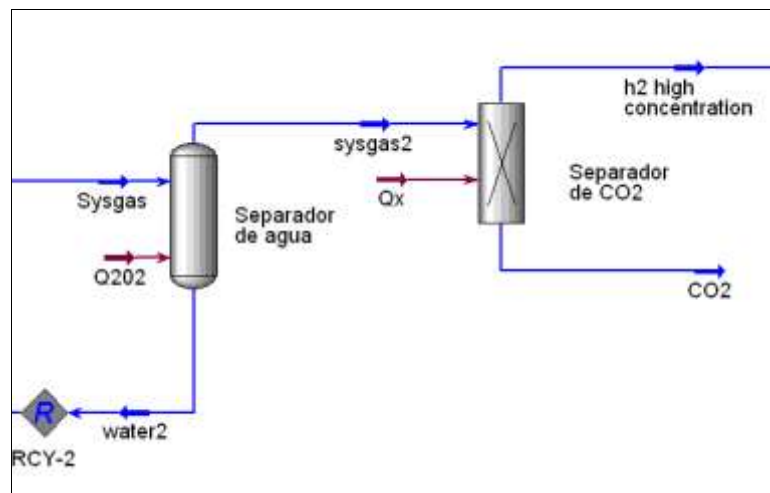 h2 high
concentration
sysgas2
Sysgas
Separador
de agua
Qx
Separador
de CO2
Q202
CO2
R
water2
RCY-2